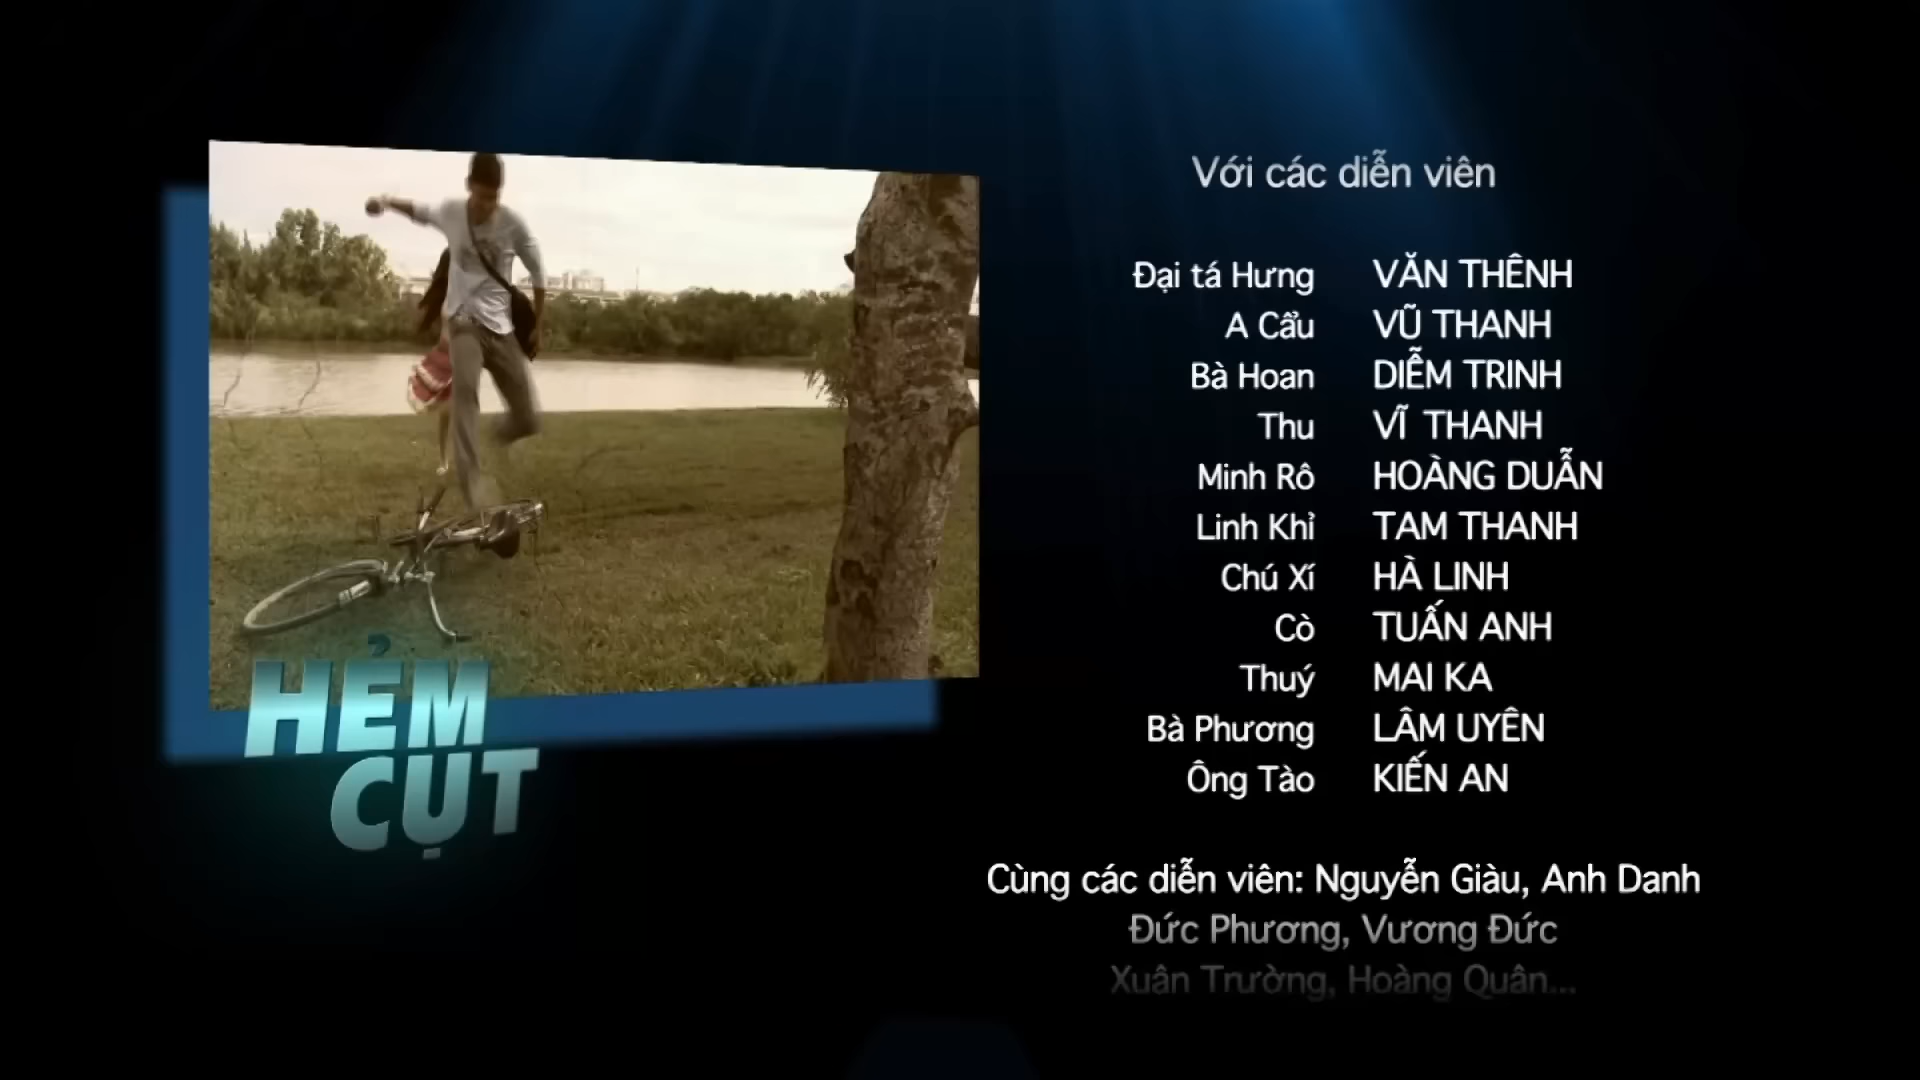 Với các diễn viên
Đại tá Hưng VĂN THÊNH
A Cẩu VŨ THANH
Bà Hoan DIỄM TRINH
Thu VĨ THANH
Minh Rô HOÀNG DUẪN
Linh Khỉ TAM THANH
Chú Xí HÀ LINH
Cò TUẤN ANH
Thuý MAI KA
Bà Phương LÂM UYÊN
Ông Tào KIẾN AN
Cùng các diễn viên: Nguyễn Giàu, Anh Danh
Đức Phương, Vương Đức
Xuân Trường, Hoàng Quân...
HẺM
CỤT